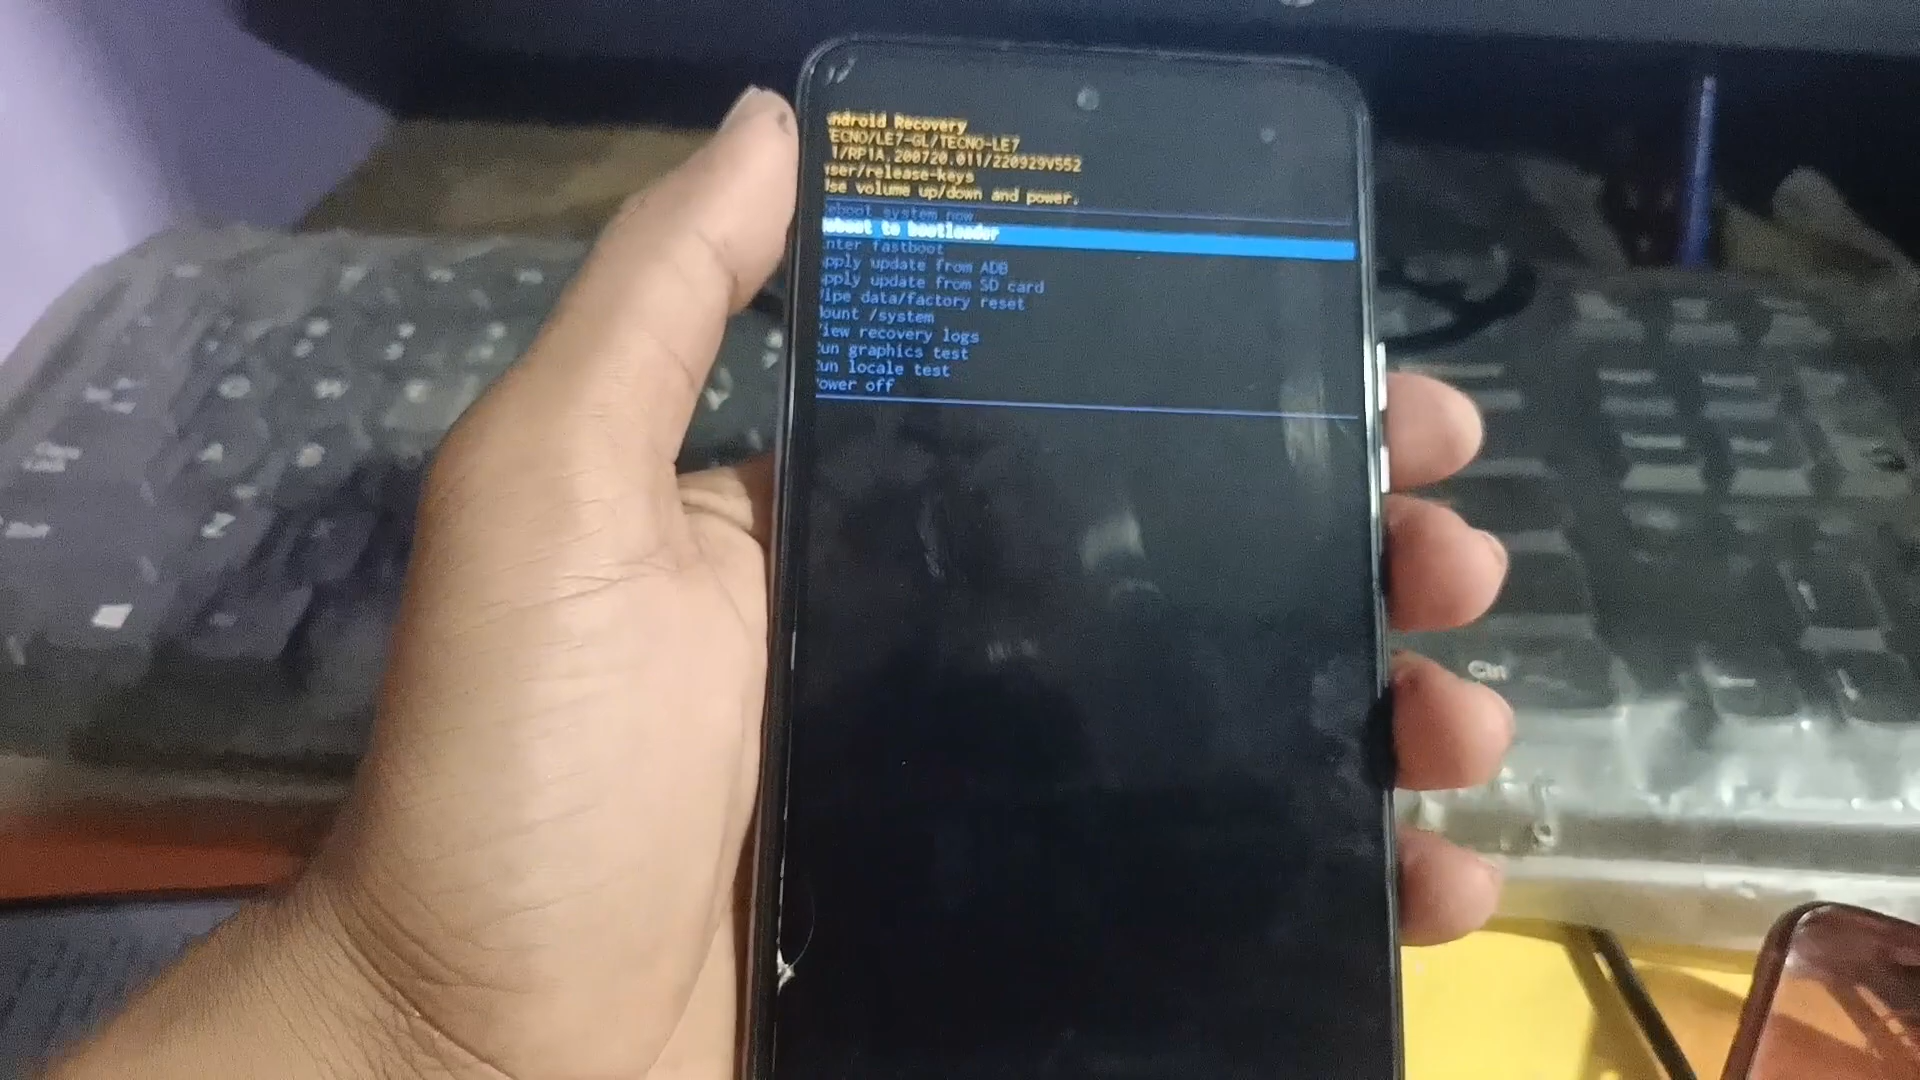 ndroid Recovery
ECNO/LE7-GL/TECNO-LE7
1/RP1A.200720.011/220929V552
ser/release-keys
se volume up/down and power.
eboot system now
eboot to bootloader
nter fastboot
pply update from ADB
pply update from SD card
ipe data/factory reset
ount /system
iew recovery logs
un graphics test
un locale test
ower off
Ctrl